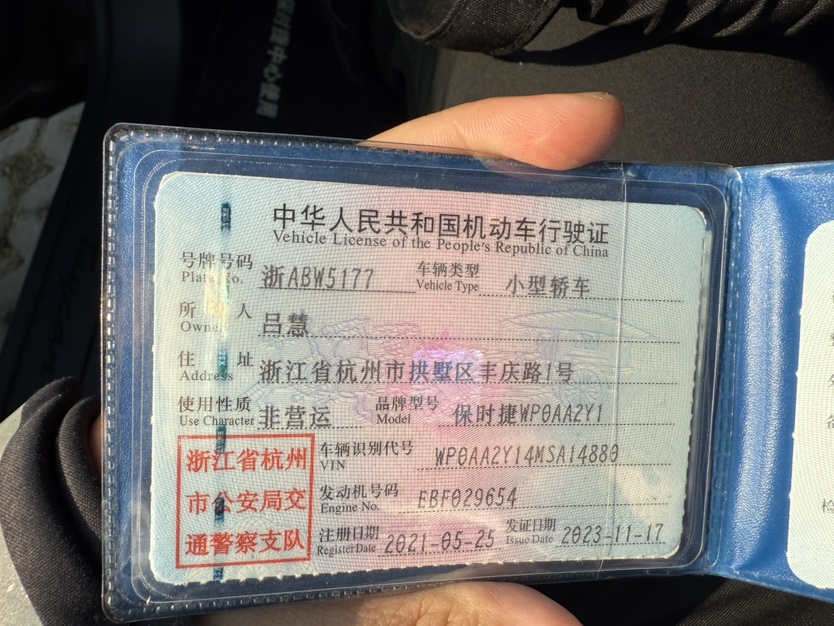 中华人民共和国机动车行驶证
Vehicle License of the People's Republic of China
号牌号码 浙ABW5177 车辆类型 小型轿车
Plate No. Vehicle Type
所有人 吕慧
Owner
住址 浙江省杭州市拱墅区丰庆路1号
Address
使用性质 非营运 品牌型号 保时捷WP0AA2Y1
Use Character Model
浙江省杭州
市公安局交
通警察支队
车辆识别代号 WP0AA2Y14MSA14889
VIN
发动机号码 EBF029654
Engine No.
注册日期 2021-05-25 发证日期 2023-11-17
Register Date Issue Date